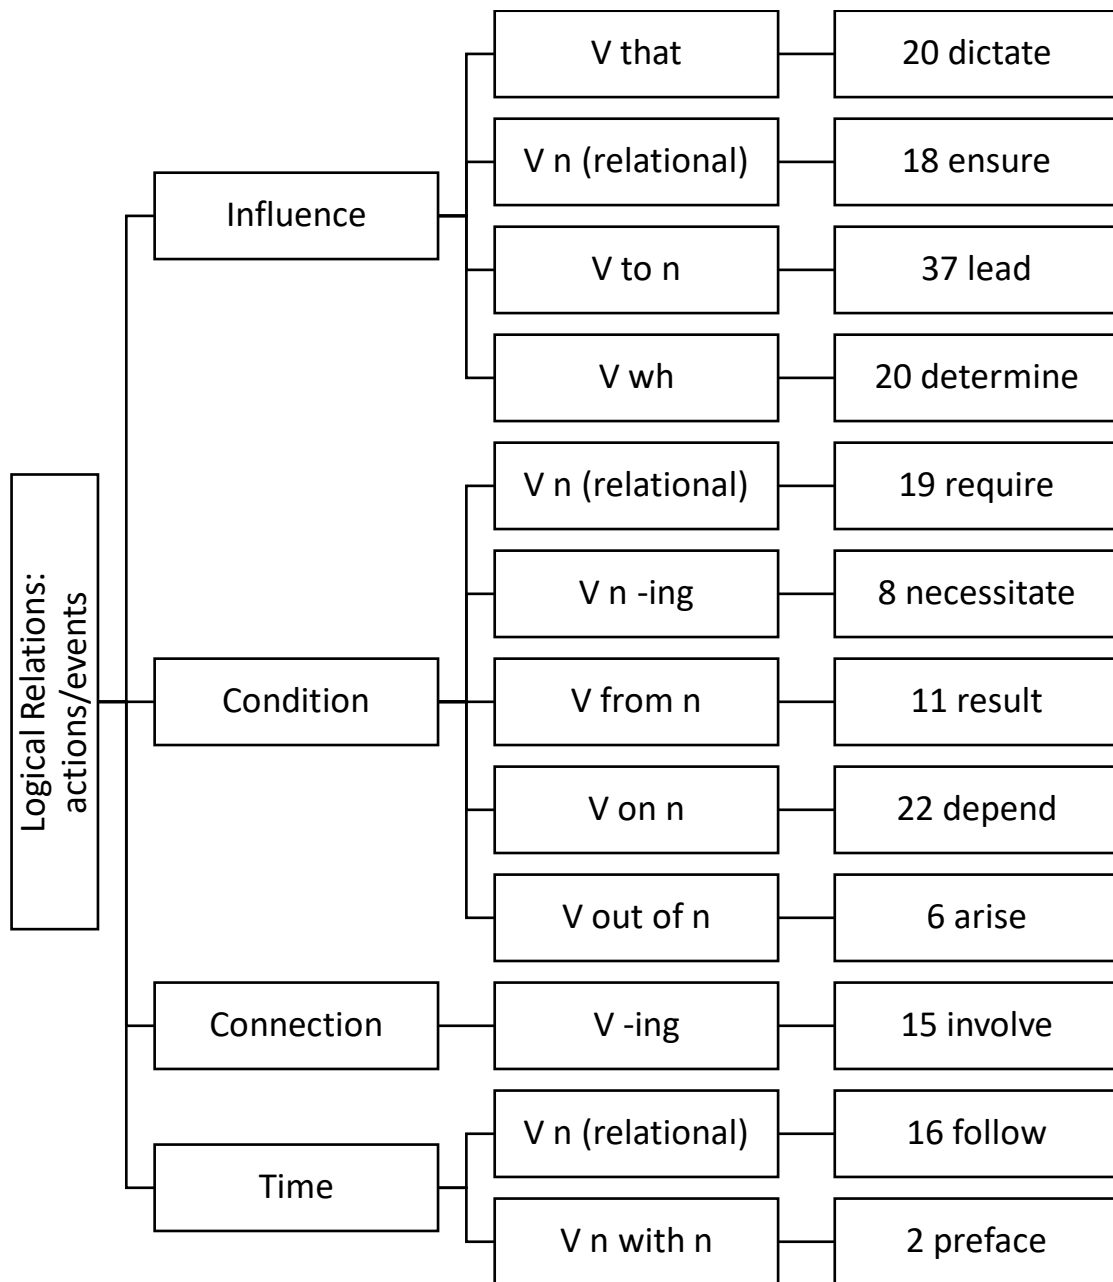 Logical Relations:
actions/events
Influence
V that
20 dictate
V n (relational)
18 ensure
V to n
37 lead
V wh
20 determine
Condition
V n (relational)
19 require
V n -ing
8 necessitate
V from n
11 result
V on n
22 depend
V out of n
6 arise
Connection
V -ing
15 involve
Time
V n (relational)
16 follow
V n with n
2 preface